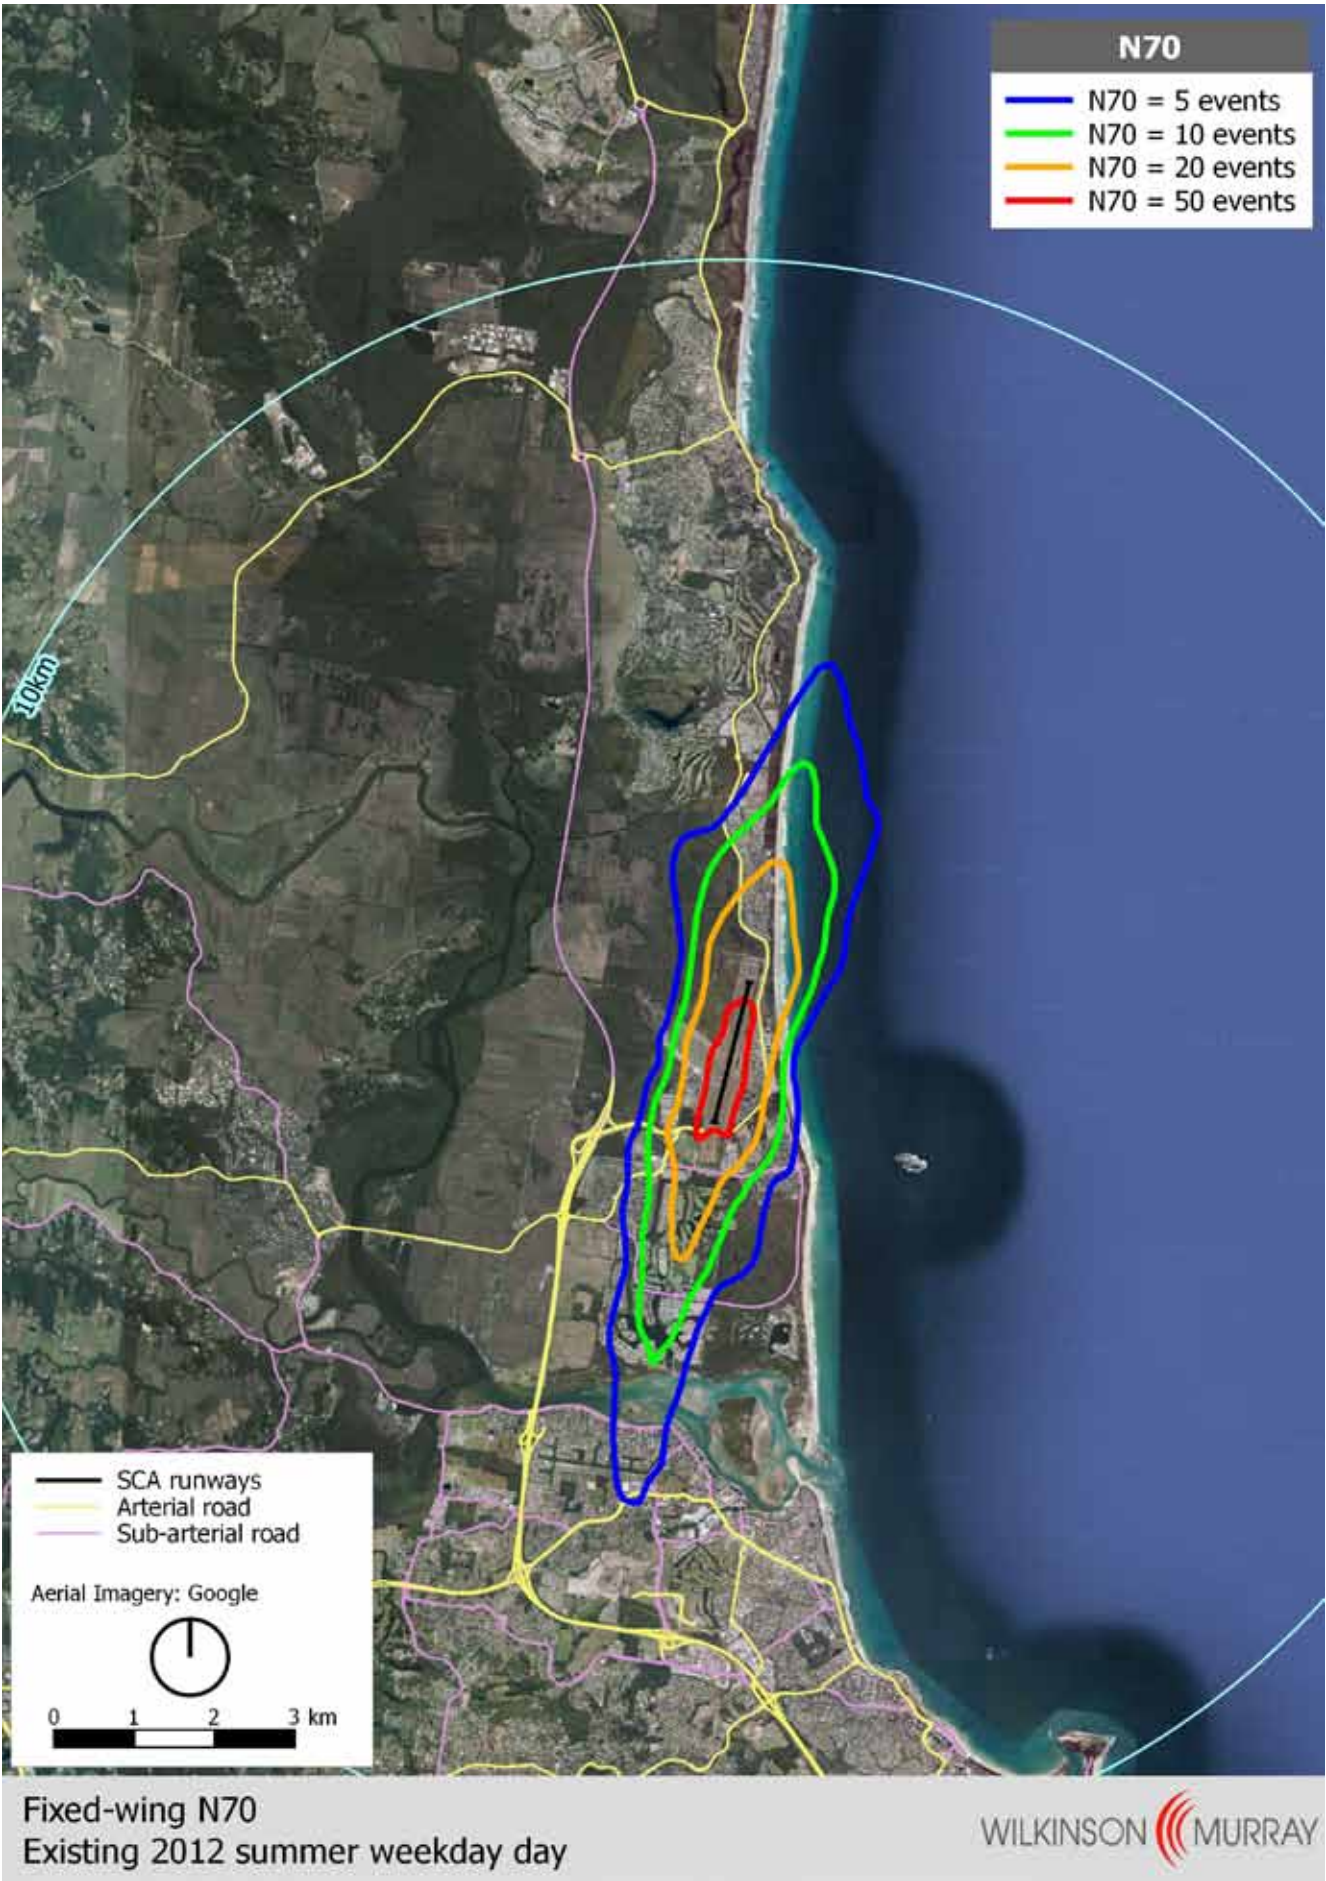 N70
N70 = 5 events
N70 = 10 events
N70 = 20 events
N70 = 50 events
10km
SCA runways
Arterial road
Sub-arterial road
Aerial Imagery: Google
0 1 2 3 km
Fixed-wing N70
Existing 2012 summer weekday day
WILKINSON MURRAY